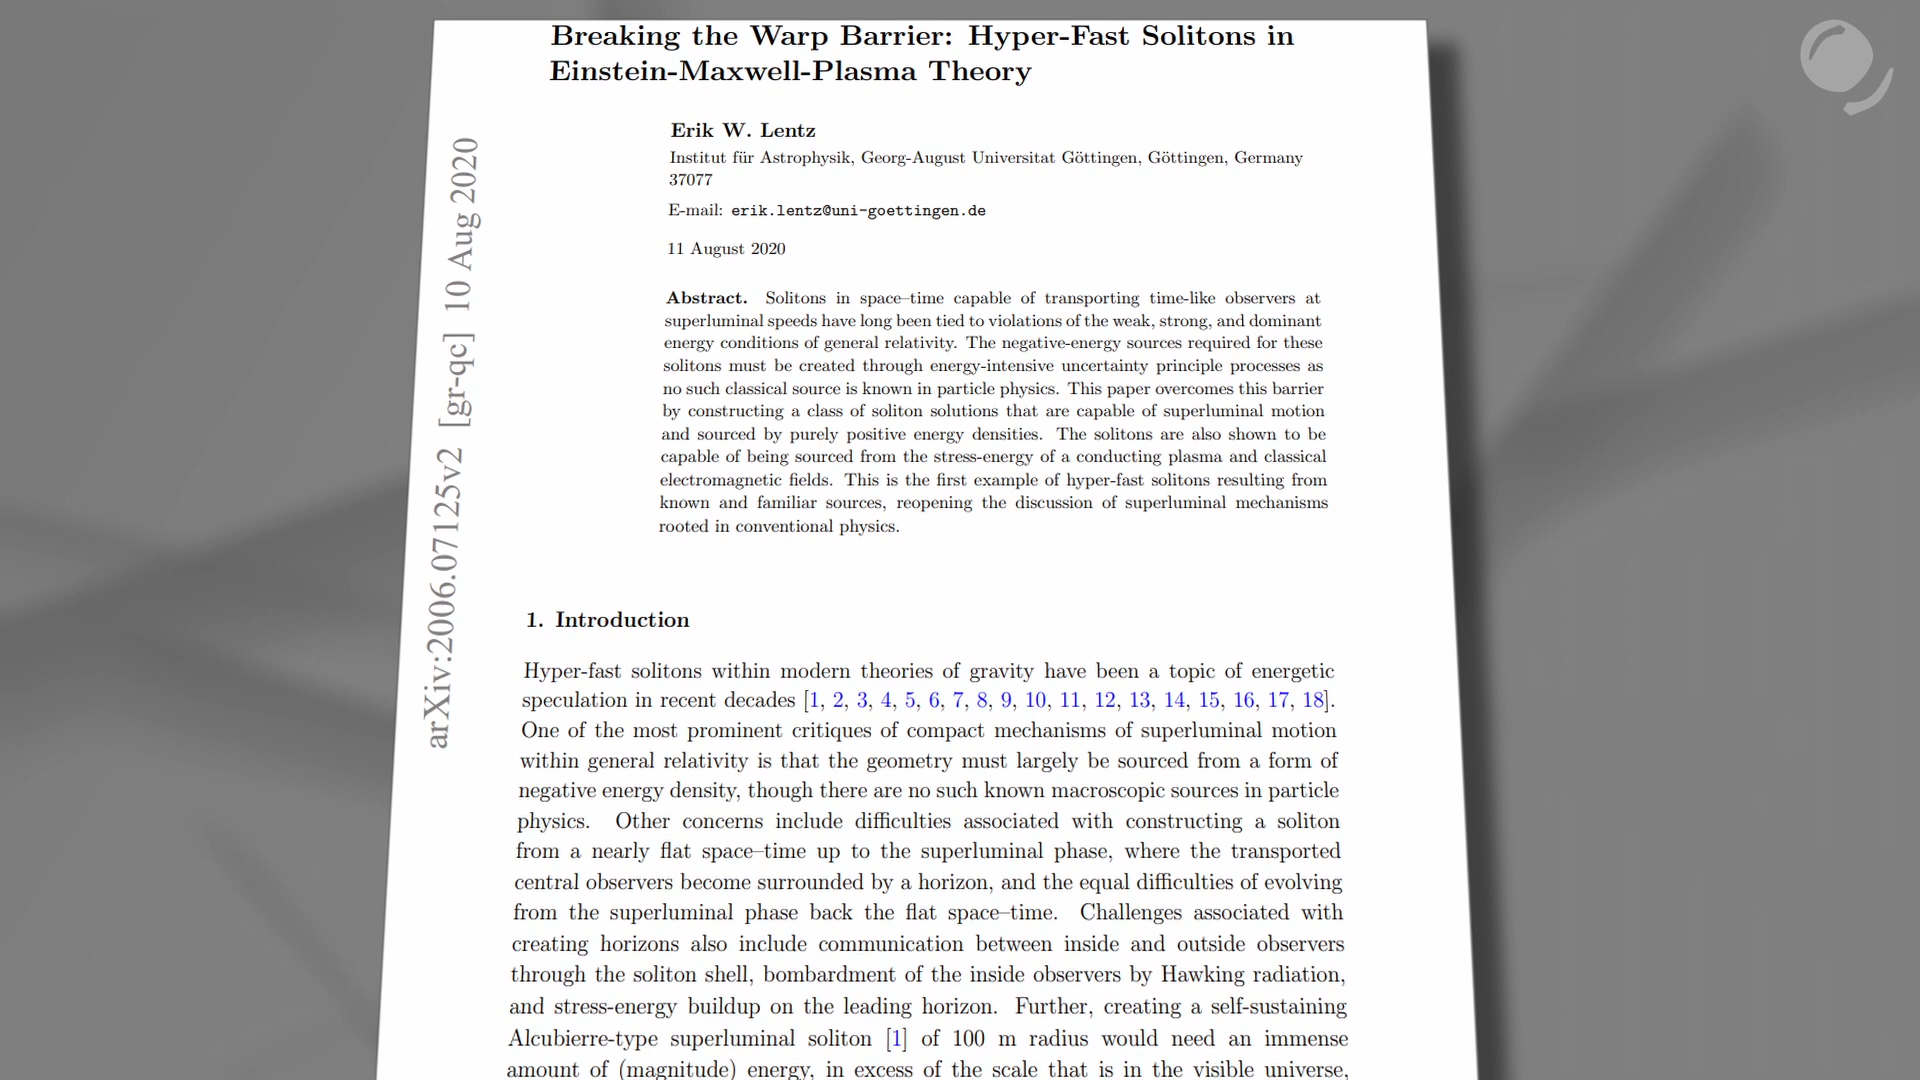 Breaking the Warp Barrier: Hyper-Fast Solitons in
Einstein-Maxwell-Plasma Theory
Erik W. Lentz
Institut für Astrophysik, Georg-August Universitat Göttingen, Göttingen, Germany
37077
E-mail: erik.lentz@uni-goettingen.de
11 August 2020
arXiv:2006.07125v2 [gr-qc] 10 Aug 2020
Abstract. Solitons in space–time capable of transporting time-like observers at
superluminal speeds have long been tied to violations of the weak, strong, and dominant
energy conditions of general relativity. The negative-energy sources required for these
solitons must be created through energy-intensive uncertainty principle processes as
no such classical source is known in particle physics. This paper overcomes this barrier
by constructing a class of soliton solutions that are capable of superluminal motion
and sourced by purely positive energy densities. The solitons are also shown to be
capable of being sourced from the stress-energy of a conducting plasma and classical
electromagnetic fields. This is the first example of hyper-fast solitons resulting from
known and familiar sources, reopening the discussion of superluminal mechanisms
rooted in conventional physics.
1. Introduction
Hyper-fast solitons within modern theories of gravity have been a topic of energetic
speculation in recent decades [1, 2, 3, 4, 5, 6, 7, 8, 9, 10, 11, 12, 13, 14, 15, 16, 17, 18].
One of the most prominent critiques of compact mechanisms of superluminal motion
within general relativity is that the geometry must largely be sourced from a form of
negative energy density, though there are no such known macroscopic sources in particle
physics. Other concerns include difficulties associated with constructing a soliton
from a nearly flat space–time up to the superluminal phase, where the transported
central observers become surrounded by a horizon, and the equal difficulties of evolving
from the superluminal phase back the flat space–time. Challenges associated with
creating horizons also include communication between inside and outside observers
through the soliton shell, bombardment of the inside observers by Hawking radiation,
and stress-energy buildup on the leading horizon. Further, creating a self-sustaining
Alcubierre-type superluminal soliton [1] of 100 m radius would need an immense
amount of (magnitude) energy, in excess of the scale that is in the visible universe,